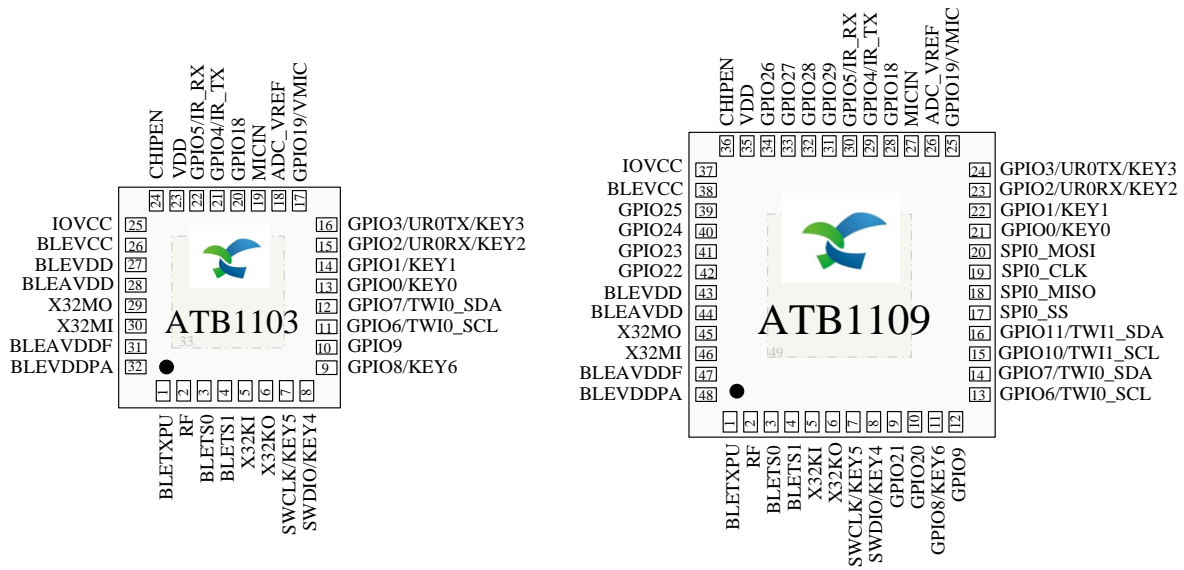 CHIPEN
VDD
GPIO5/IR_RX
GPIO4/IR_TX
GPIO18
MICIN
ADC_VREF
GPIO19/VMIC
24
23
22
21
20
19
18
17
IOVCC 25
BLEVCC 26
BLEVDD 27
BLEAVDD 28
X32MO 29
X32MI 30
BLEAVDDF 31
BLEVDDPA 32
16 GPIO3/UR0TX/KEY3
15 GPIO2/UR0RX/KEY2
14 GPIO1/KEY1
13 GPIO0/KEY0
12 GPIO7/TWI0_SDA
11 GPIO6/TWI0_SCL
10 GPIO9
9 GPIO8/KEY6
ATB1103
33
1
2
3
4
5
6
7
8
BLETXPU
RF
BLETS0
BLETS1
X32KI
X32KO
SWCLK/KEY5
SWDIO/KEY4
CHIPEN
VDD
GPIO26
GPIO27
GPIO28
GPIO29
GPIO5/IR_RX
GPIO4/IR_TX
GPIO18
MICIN
ADC_VREF
GPIO19/VMIC
36
35
34
33
32
31
30
29
28
27
26
25
IOVCC 37
BLEVCC 38
GPIO25 39
GPIO24 40
GPIO23 41
GPIO22 42
BLEVDD 43
BLEAVDD 44
X32MO 45
X32MI 46
BLEAVDDF 47
BLEVDDPA 48
24 GPIO3/UR0TX/KEY3
23 GPIO2/UR0RX/KEY2
22 GPIO1/KEY1
21 GPIO0/KEY0
20 SPI0_MOSI
19 SPI0_CLK
18 SPI0_MISO
17 SPI0_SS
16 GPIO11/TWI1_SDA
15 GPIO10/TWI1_SCL
14 GPIO7/TWI0_SDA
13 GPIO6/TWI0_SCL
ATB1109
49
1
2
3
4
5
6
7
8
9
10
11
12
BLETXPU
RF
BLETS0
BLETS1
X32KI
X32KO
SWCLK/KEY5
SWDIO/KEY4
GPIO21
GPIO20
GPIO8/KEY6
GPIO9